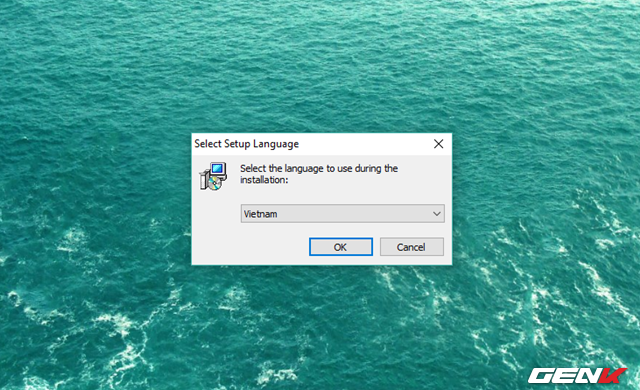 Select Setup Language
Select the language to use during the
installation:
Vietnam
OK
Cancel
GENK